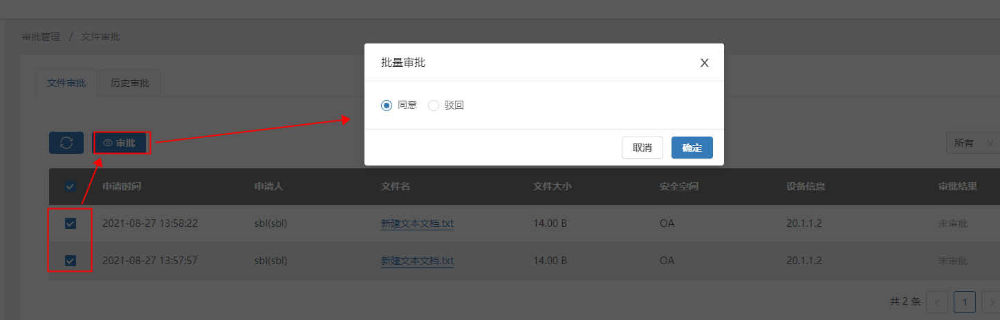 审批管理 / 文件审批
批量审批
文件审批 历史审批
同意 驳回
审批
所有
取消 确定
申请时间 申请人 文件名 文件大小 安全空间 设备信息 审批结果
2021-08-27 13:58:22 sbl(sbl) 新建文本文档.txt 14.00 B OA 20.1.1.2 未审批
2021-08-27 13:57:57 sbl(sbl) 新建文本文档.txt 14.00 B OA 20.1.1.2 未审批
共 2 条 < 1 >